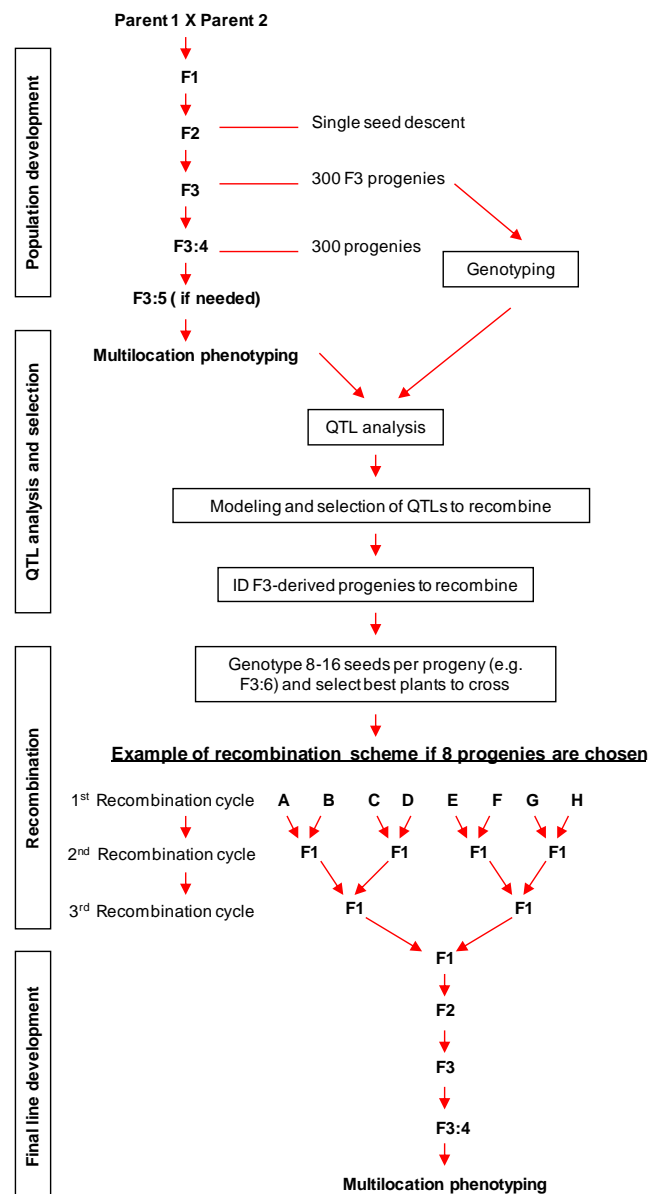 Parent 1 X Parent 2
Population development
F1
F2
Single seed descent
F3
300 F3 progenies
F3:4
300 progenies
Genotyping
F3:5 ( if needed)
QTL analysis and selection
Multilocation phenotyping
QTL analysis
Modeling and selection of QTLs to recombine
ID F3-derived progenies to recombine
Recombination
Genotype 8-16 seeds per progeny (e.g.
F3:6) and select best plants to cross
Example of recombination scheme if 8 progenies are chosen
1st Recombination cycle A B C D E F G H
2nd Recombination cycle F1 F1 F1 F1
3rd Recombination cycle F1 F1
Final line development
F1
F2
F3
F3:4
Multilocation phenotyping